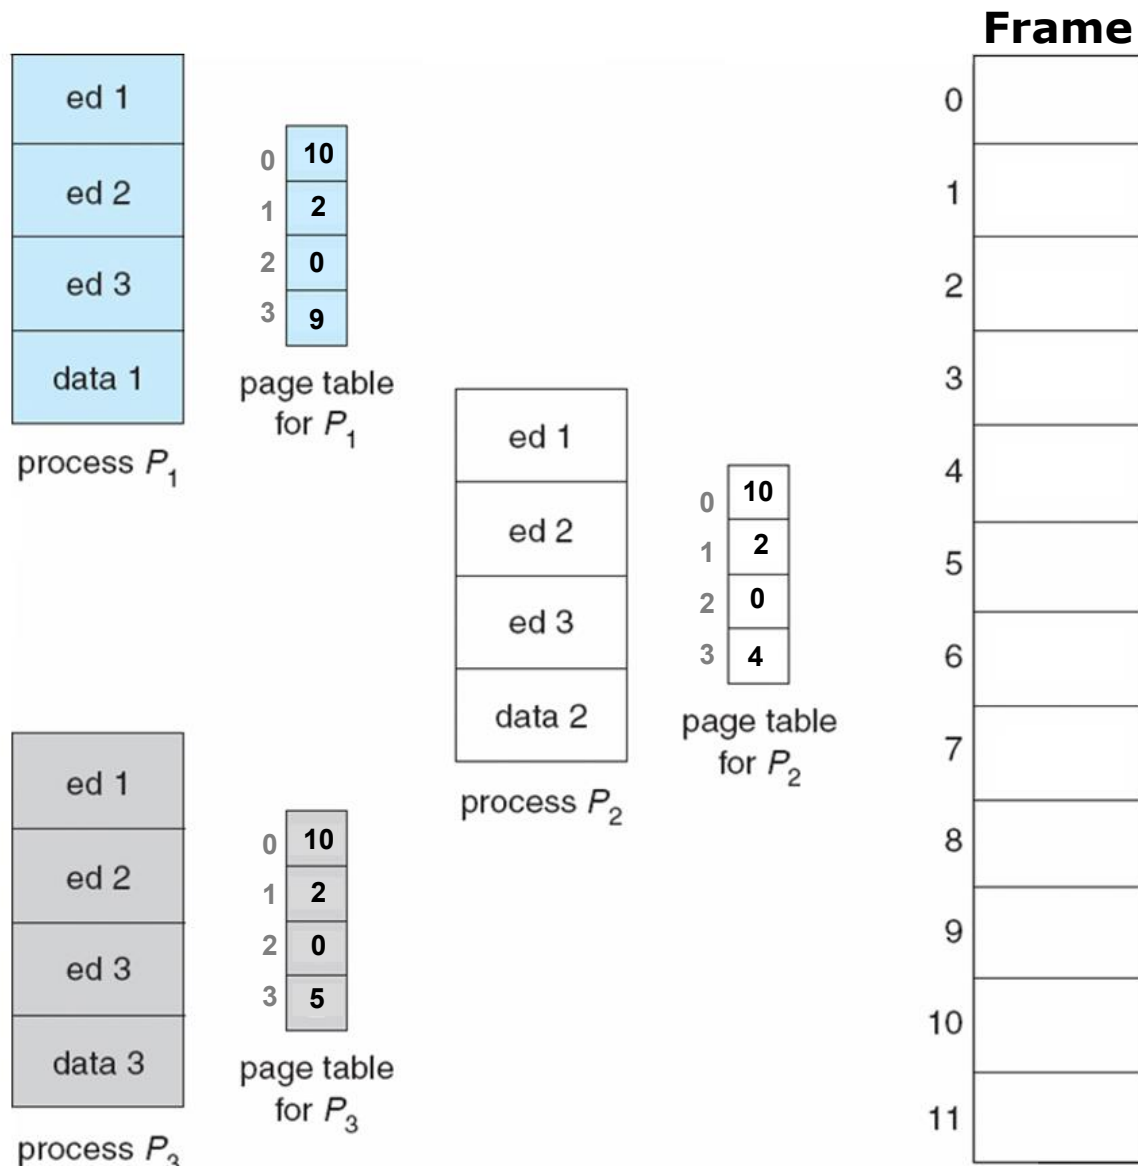 Frame
ed 1
ed 2
ed 3
data 1
process P1
0 10
1 2
2 0
3 9
page table
for P1
ed 1
ed 2
ed 3
data 2
process P2
0 10
1 2
2 0
3 4
page table
for P2
ed 1
ed 2
ed 3
data 3
process P3
0 10
1 2
2 0
3 5
page table
for P3
0
1
2
3
4
5
6
7
8
9
10
11